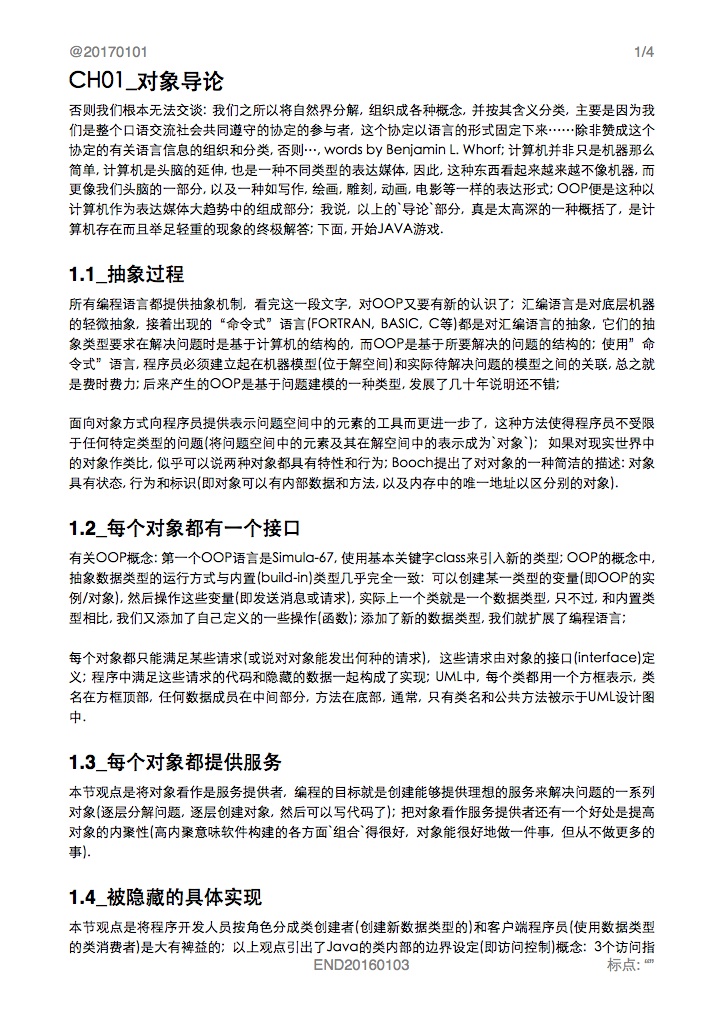 @20170101
1/4
CH01_对象导论
否则我们根本无法交谈: 我们之所以将自然界分解, 组织成各种概念, 并按其含义分类, 主要是因为我
们是整个口语交流社会共同遵守的协定的参与者, 这个协定以语言的形式固定下来……除非赞成这个
协定的有关语言信息的组织和分类, 否则…, words by Benjamin L. Whorf; 计算机并非只是机器那么
简单, 计算机是头脑的延伸, 也是一种不同类型的表达媒体, 因此, 这种东西看起来越来越不像机器, 而
更像我们头脑的一部分, 以及一种如写作, 绘画, 雕刻, 动画, 电影等一样的表达形式; OOP便是这种以
计算机作为表达媒体大趋势中的组成部分; 我说, 以上的`导论`部分, 真是太高深的一种概括了, 是计
算机存在而且举足轻重的现象的终极解答; 下面, 开始JAVA游戏.
1.1_抽象过程
所有编程语言都提供抽象机制, 看完这一段文字, 对OOP又要有新的认识了; 汇编语言是对底层机器
的轻微抽象, 接着出现的“命令式”语言(FORTRAN, BASIC, C等)都是对汇编语言的抽象, 它们的抽
象类型要求在解决问题时是基于计算机的结构的, 而OOP是基于所要解决的问题的结构的; 使用”命
令式”语言, 程序员必须建立起在机器模型(位于解空间)和实际待解决问题的模型之间的关联, 总之就
是费时费力; 后来产生的OOP是基于问题建模的一种类型, 发展了几十年说明还不错;
面向对象方式向程序员提供表示问题空间中的元素的工具而更进一步了, 这种方法使得程序员不受限
于任何特定类型的问题(将问题空间中的元素及其在解空间中的表示成为`对象`); 如果对现实世界中
的对象作类比, 似乎可以说两种对象都具有特性和行为; Booch提出了对对象的一种简洁的描述: 对象
具有状态, 行为和标识(即对象可以有内部数据和方法, 以及内存中的唯一地址以区分别的对象).
1.2_每个对象都有一个接口
有关OOP概念: 第一个OOP语言是Simula-67, 使用基本关键字class来引入新的类型; OOP的概念中,
抽象数据类型的运行方式与内置(build-in)类型几乎完全一致: 可以创建某一类型的变量(即OOP的实
例/对象), 然后操作这些变量(即发送消息或请求), 实际上一个类就是一个数据类型, 只不过, 和内置类
型相比, 我们又添加了自己定义的一些操作(函数); 添加了新的数据类型, 我们就扩展了编程语言;
每个对象都只能满足某些请求(或说对对象能发出何种的请求), 这些请求由对象的接口(interface)定
义; 程序中满足这些请求的代码和隐藏的数据一起构成了实现; UML中, 每个类都用一个方框表示, 类
名在方框顶部, 任何数据成员在中间部分, 方法在底部, 通常, 只有类名和公共方法被示于UML设计图
中.
1.3_每个对象都提供服务
本节观点是将对象看作是服务提供者, 编程的目标就是创建能够提供理想的服务来解决问题的一系列
对象(逐层分解问题, 逐层创建对象, 然后可以写代码了); 把对象看作服务提供者还有一个好处是提高
对象的内聚性(高内聚意味软件构建的各方面`组合`得很好, 对象能很好地做一件事, 但从不做更多的
事).
1.4_被隐藏的具体实现
本节观点是将程序开发人员按角色分成类创建者(创建新数据类型的)和客户端程序员(使用数据类型
的类消费者)是大有裨益的; 以上观点引出了Java的类内部的边界设定(即访问控制)概念: 3个访问指
END20160103
标点: “”